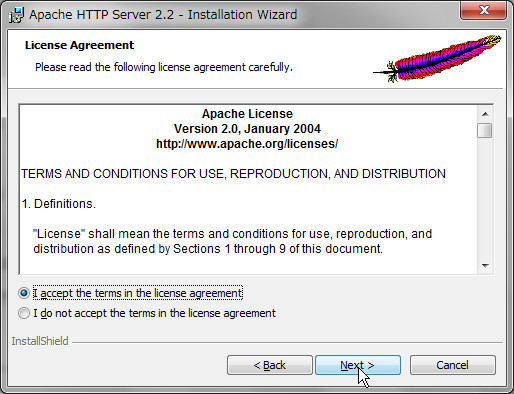 Apache HTTP Server 2.2 - Installation Wizard
License Agreement
Please read the following license agreement carefully.
Apache License
Version 2.0, January 2004
http://www.apache.org/licenses/
TERMS AND CONDITIONS FOR USE, REPRODUCTION, AND DISTRIBUTION
1. Definitions.
"License" shall mean the terms and conditions for use, reproduction, and
distribution as defined by Sections 1 through 9 of this document.
I accept the terms in the license agreement
I do not accept the terms in the license agreement
InstallShield
< Back Next > Cancel